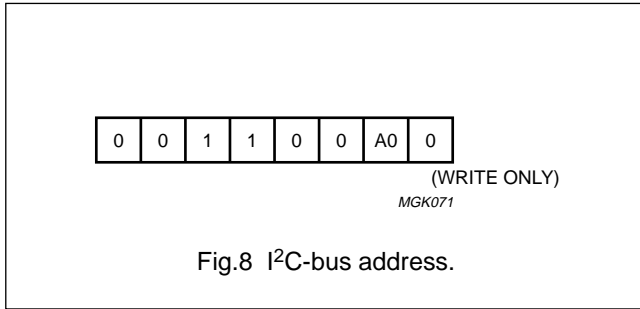 0 0 1 1 0 0 A0 0
(WRITE ONLY)
MGK071
Fig.8 I²C-bus address.